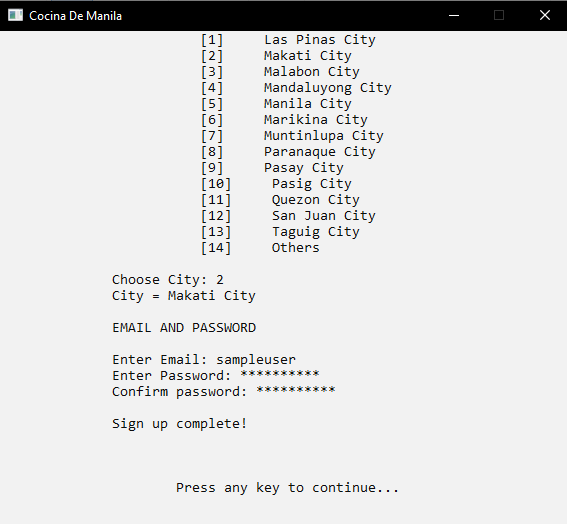 Cocina De Manila
[1] Las Pinas City
[2] Makati City
[3] Malabon City
[4] Mandaluyong City
[5] Manila City
[6] Marikina City
[7] Muntinlupa City
[8] Paranaque City
[9] Pasay City
[10] Pasig City
[11] Quezon City
[12] San Juan City
[13] Taguig City
[14] Others
Choose City: 2
City = Makati City
EMAIL AND PASSWORD
Enter Email: sampleuser
Enter Password: **********
Confirm password: **********
Sign up complete!
Press any key to continue...